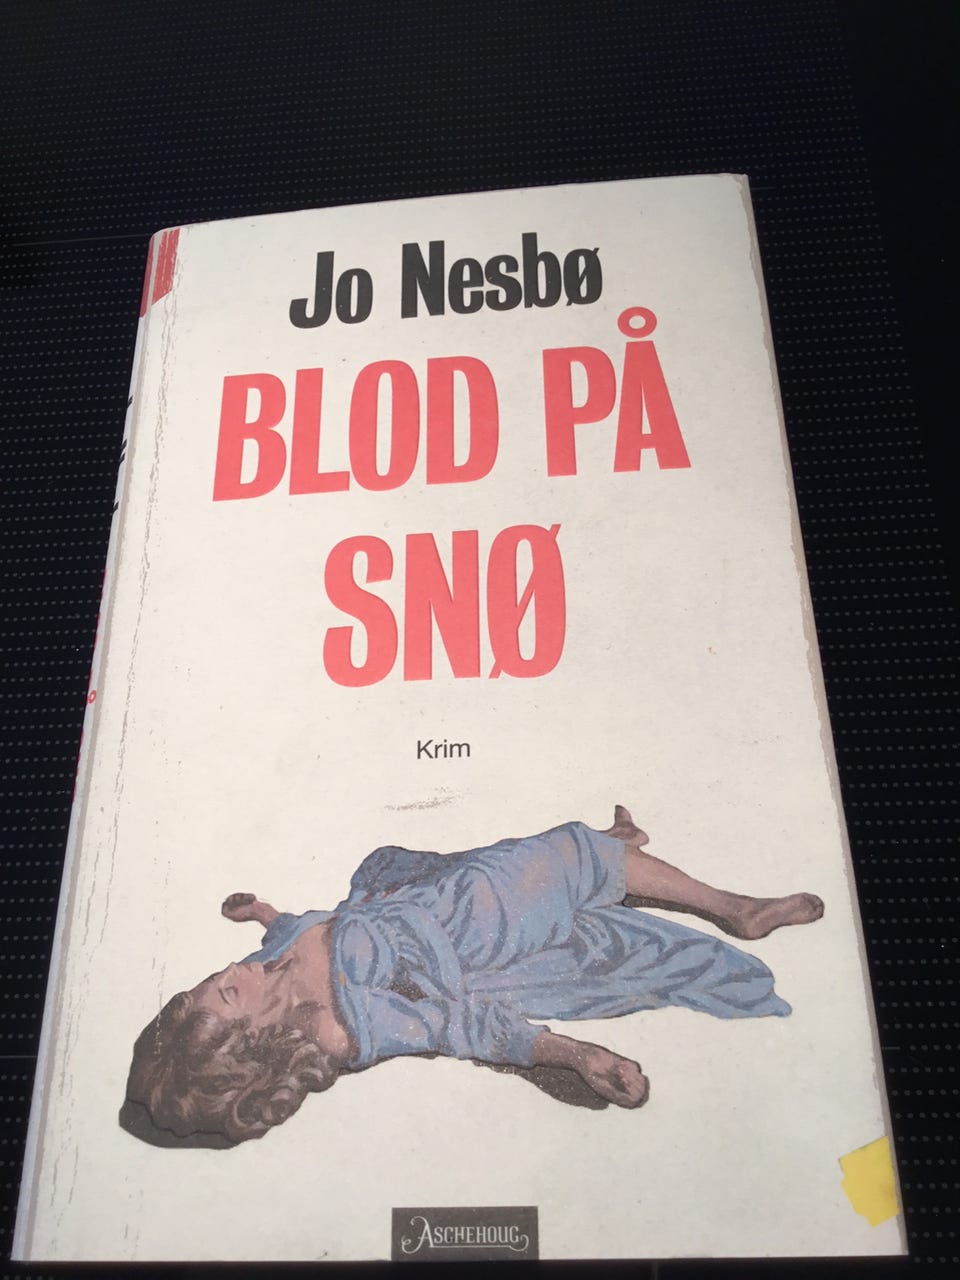 Jo Nesbø
BLOD PÅ
SNØ
Krim
ASCHEHOUG